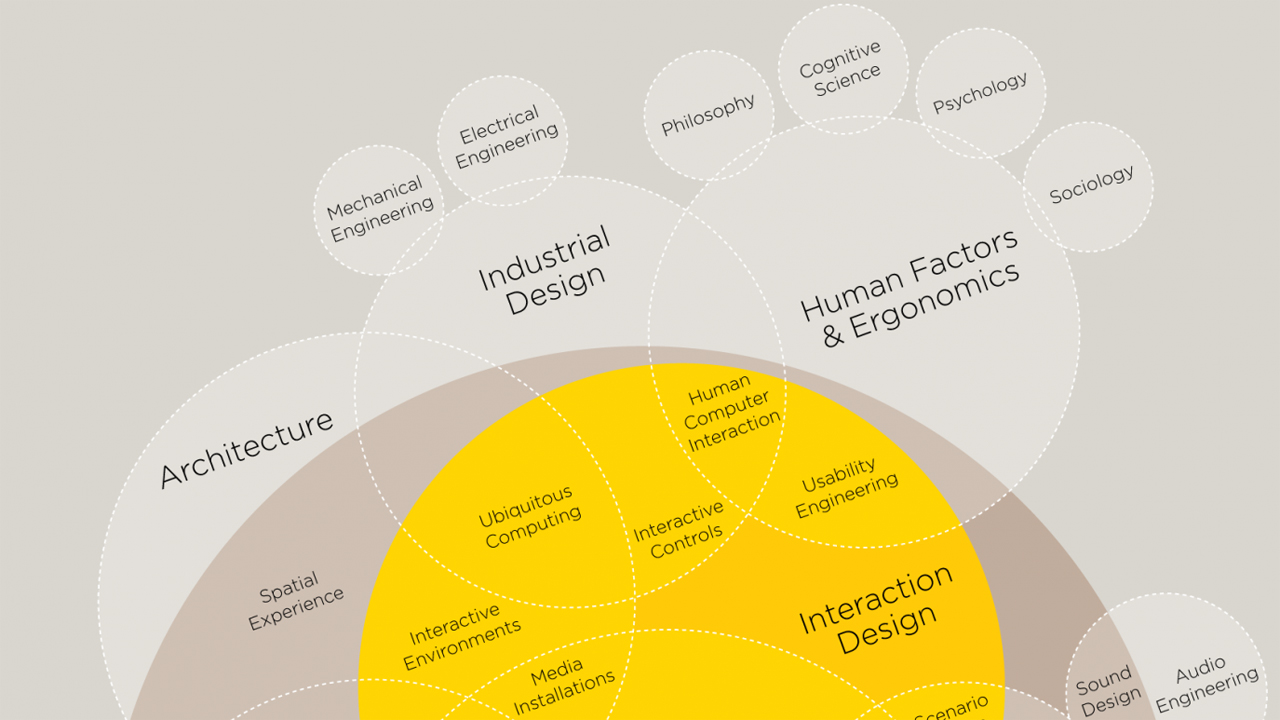 Cognitive
Science
Philosophy
Psychology
Electrical
Engineering
Mechanical
Engineering
Sociology
Industrial
Design
Human Factors
& Ergonomics
Architecture
Human
Computer
Interaction
Usability
Engineering
Ubiquitous
Computing
Interactive
Controls
Spatial
Experience
Interactive
Environments
Interaction
Design
Media
Installations
Sound
Design
Audio
Engineering
Scenario